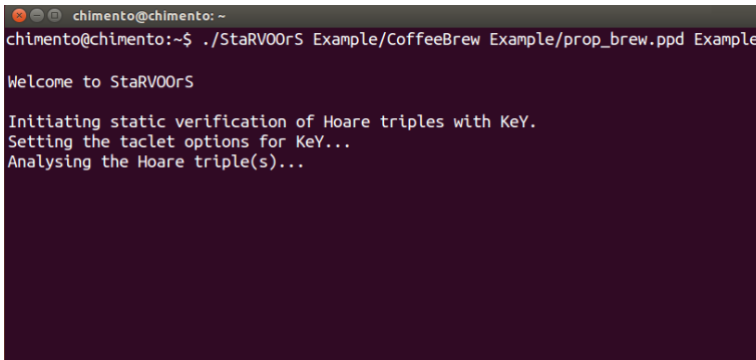 chimento@chimento: ~
chimento@chimento:~$ ./StaRVOOrS Example/CoffeeBrew Example/prop_brew.ppd Example
Welcome to StaRVOOrS
Initiating static verification of Hoare triples with KeY.
Setting the taclet options for KeY...
Analysing the Hoare triple(s)...